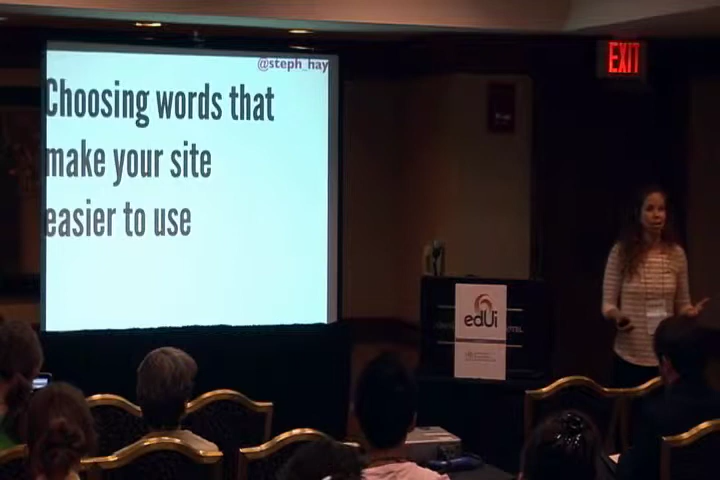 @steph_hay
Choosing words that
make your site
easier to use
EXIT
edUi